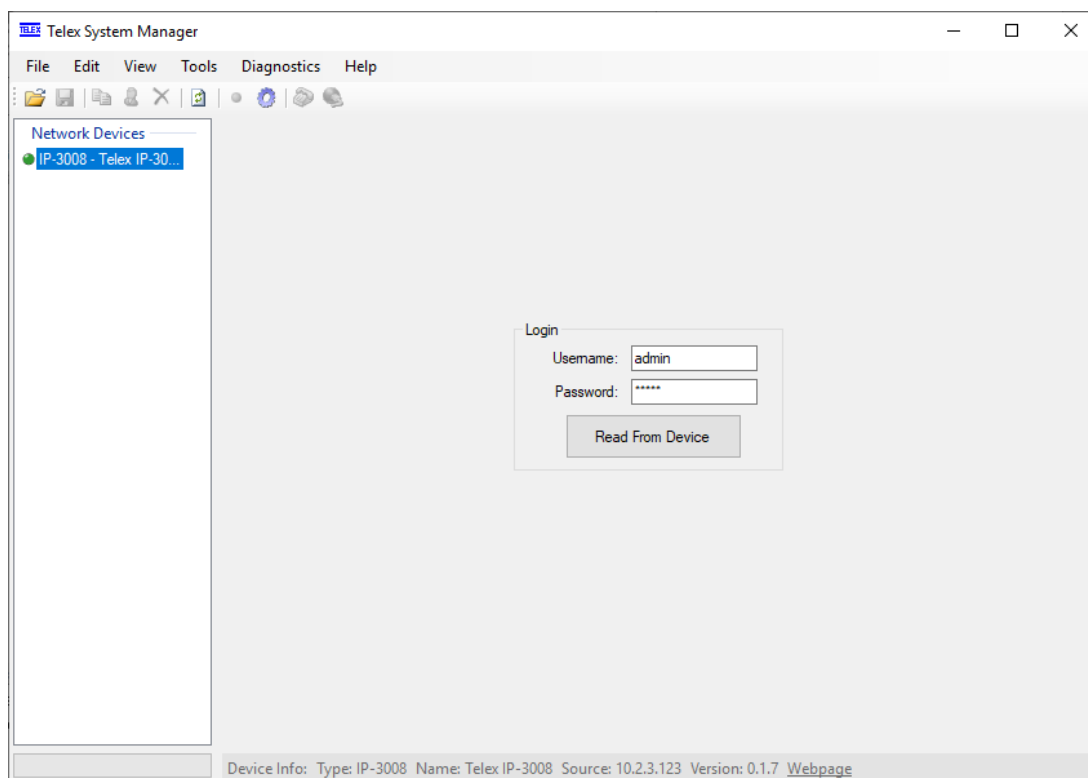 TELEX Telex System Manager
File Edit View Tools Diagnostics Help
Network Devices
IP-3008 - Telex IP-30...
Login
Username: admin
Password: *****
Read From Device
Device Info: Type: IP-3008 Name: Telex IP-3008 Source: 10.2.3.123 Version: 0.1.7 Webpage